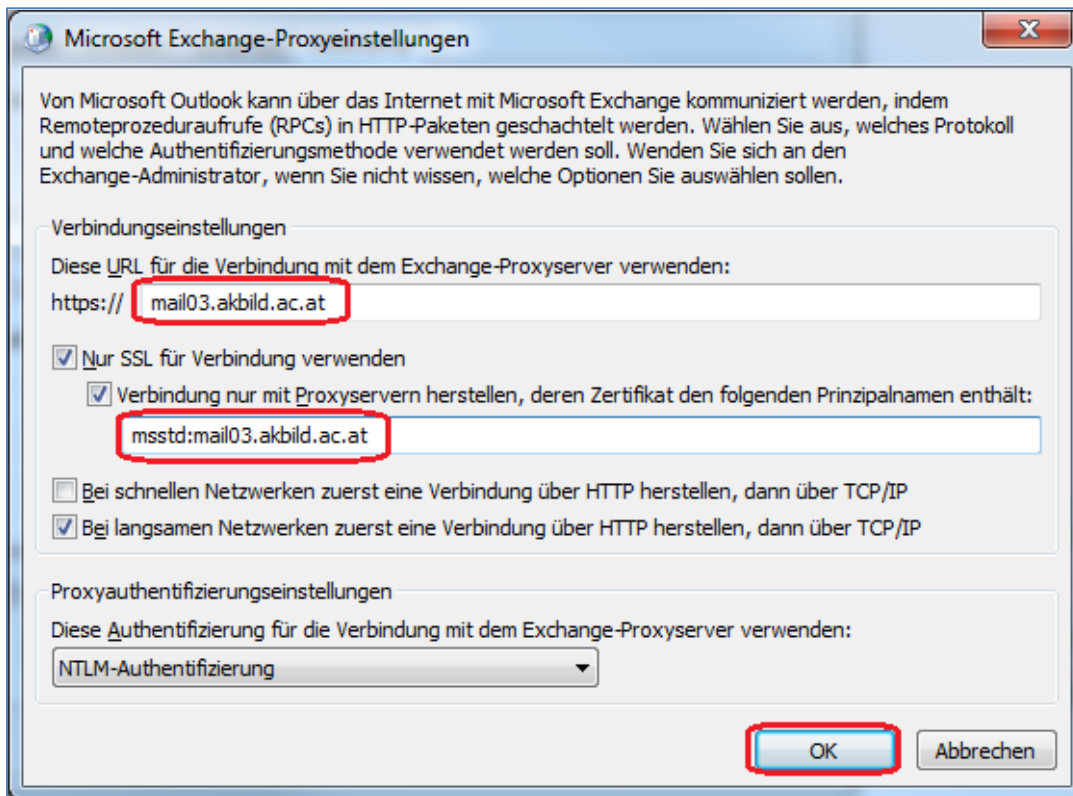 Microsoft Exchange-Proxyeinstellungen
Von Microsoft Outlook kann über das Internet mit Microsoft Exchange kommuniziert werden, indem
Remoteprozeduraufrufe (RPCs) in HTTP-Paketen geschachtelt werden. Wählen Sie aus, welches Protokoll
und welche Authentifizierungsmethode verwendet werden soll. Wenden Sie sich an den
Exchange-Administrator, wenn Sie nicht wissen, welche Optionen Sie auswählen sollen.
Verbindungseinstellungen
Diese URL für die Verbindung mit dem Exchange-Proxyserver verwenden:
https:// mail03.akbild.ac.at
Nur SSL für Verbindung verwenden
Verbindung nur mit Proxyservern herstellen, deren Zertifikat den folgenden Prinzipalnamen enthält:
msstd:mail03.akbild.ac.at
Bei schnellen Netzwerken zuerst eine Verbindung über HTTP herstellen, dann über TCP/IP
Bei langsamen Netzwerken zuerst eine Verbindung über HTTP herstellen, dann über TCP/IP
Proxyauthentifizierungseinstellungen
Diese Authentifizierung für die Verbindung mit dem Exchange-Proxyserver verwenden:
NTLM-Authentifizierung
OK Abbrechen